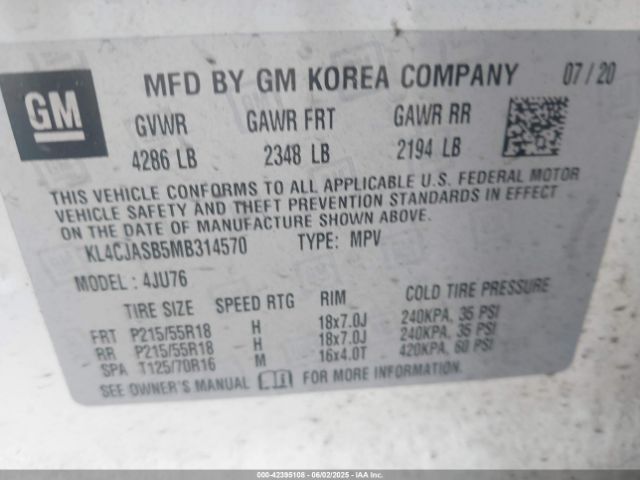 GM MFD BY GM KOREA COMPANY 07/20
GVWR GAWR FRT GAWR RR
4286 LB 2348 LB 2194 LB
THIS VEHICLE CONFORMS TO ALL APPLICABLE U.S. FEDERAL MOTOR
VEHICLE SAFETY AND THEFT PREVENTION STANDARDS IN EFFECT
ON THE DATE OF MANUFACTURE SHOWN ABOVE.
KL4CJASB5MB314570 TYPE: MPV
MODEL: 4JU76
TIRE SIZE SPEED RTG RIM COLD TIRE PRESSURE
FRT P215/55R18 H 18x7.0J 240KPA, 35 PSI
RR P215/55R18 H 18x7.0J 240KPA, 35 PSI
SPA T125/70R16 M 16x4.0T 420KPA, 60 PSI
SEE OWNER'S MANUAL FOR MORE INFORMATION.
000-42395108 - 06/02/2025 - IAAI.COM